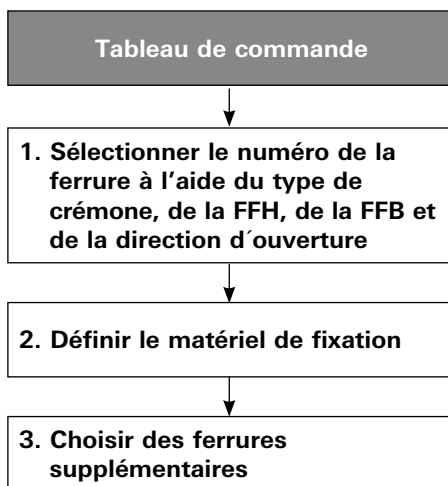 Tableau de commande
1. Sélectionner le numéro de la
ferrure à l'aide du type de
crémone, de la FFH, de la FFB et
de la direction d´ouverture
2. Définir le matériel de fixation
3. Choisir des ferrures
supplémentaires